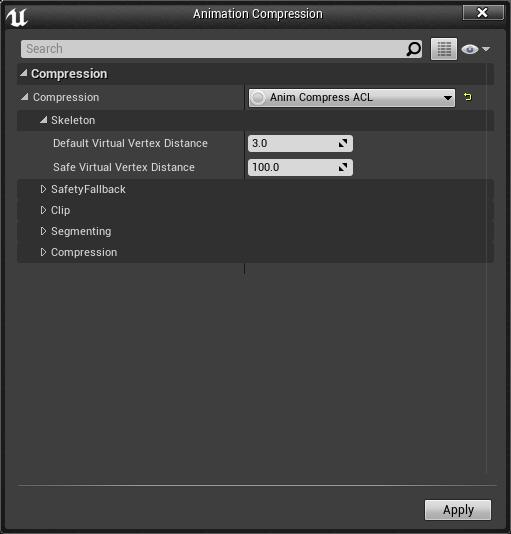 Animation Compression
Search
Compression
Compression Anim Compress ACL
Skeleton
Default Virtual Vertex Distance 3.0
Safe Virtual Vertex Distance 100.0
SafetyFallback
Clip
Segmenting
Compression
Apply